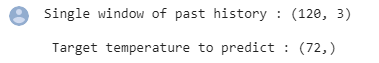 Single window of past history : (120, 3)
Target temperature to predict : (72,)